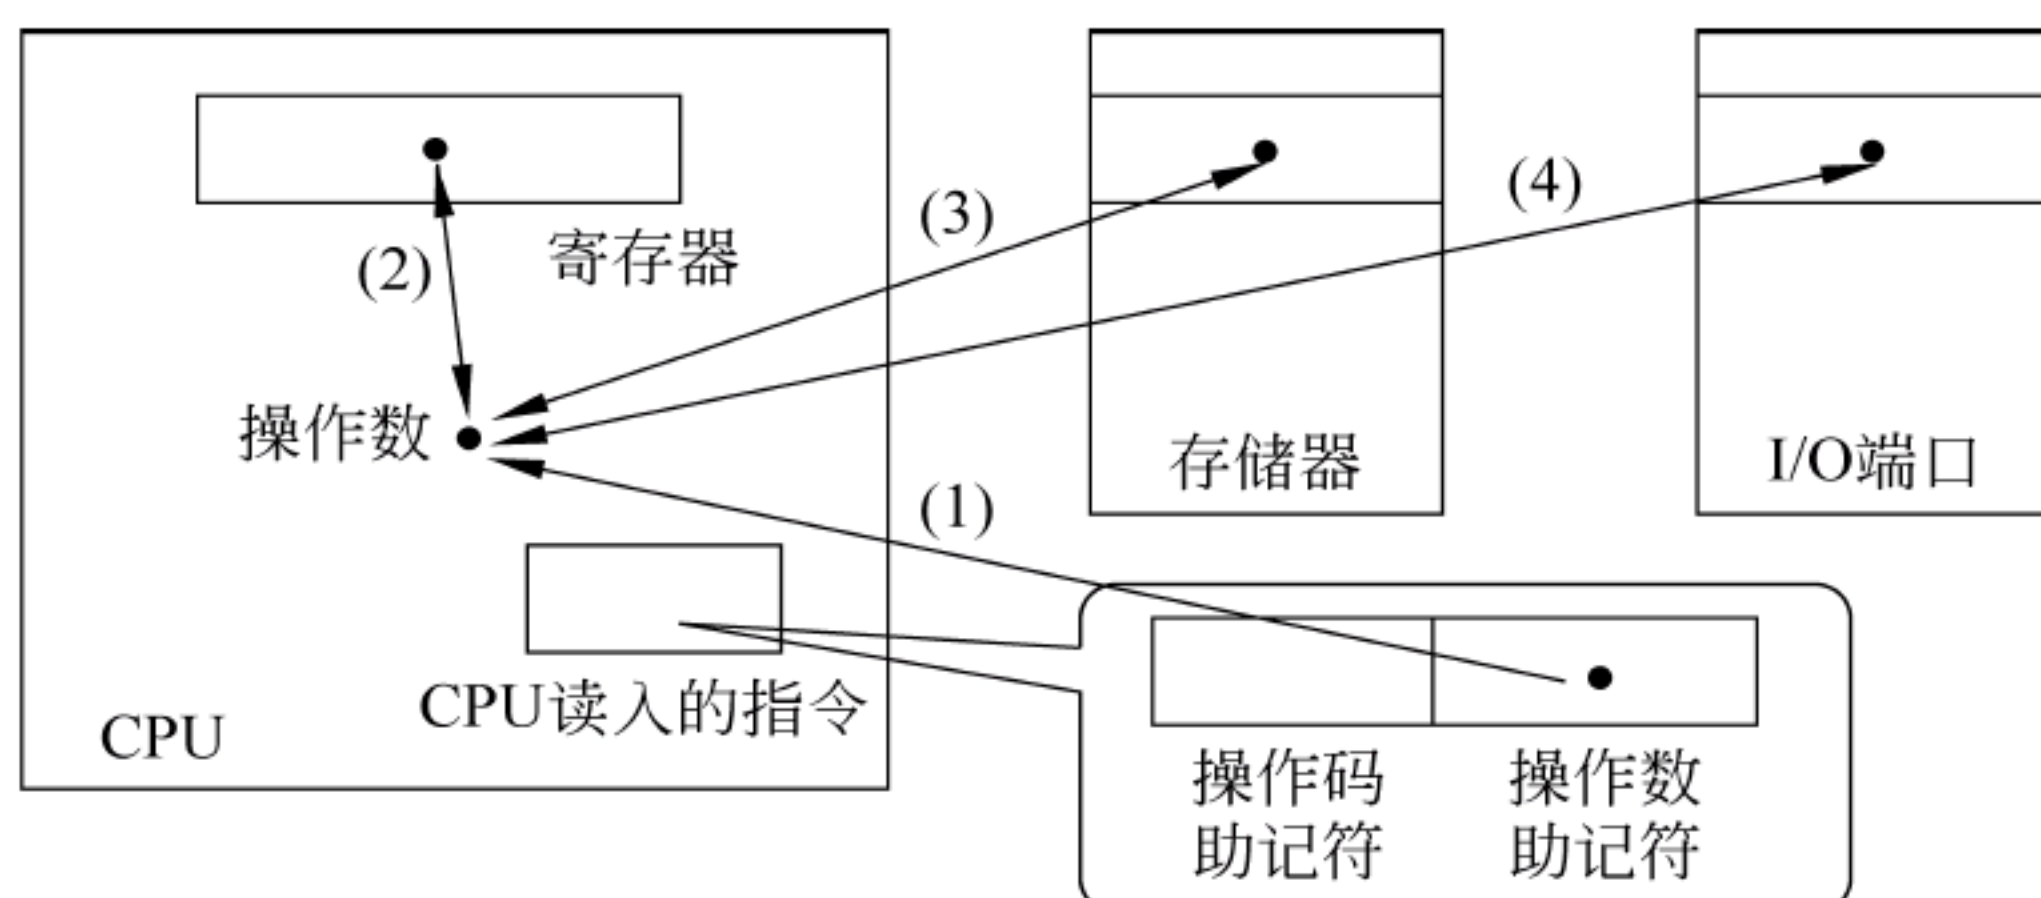 (3)
(4)
(2)
寄存器
操作数
存储器
I/O端口
(1)
CPU读入的指令
CPU
操作码
助记符
操作数
助记符